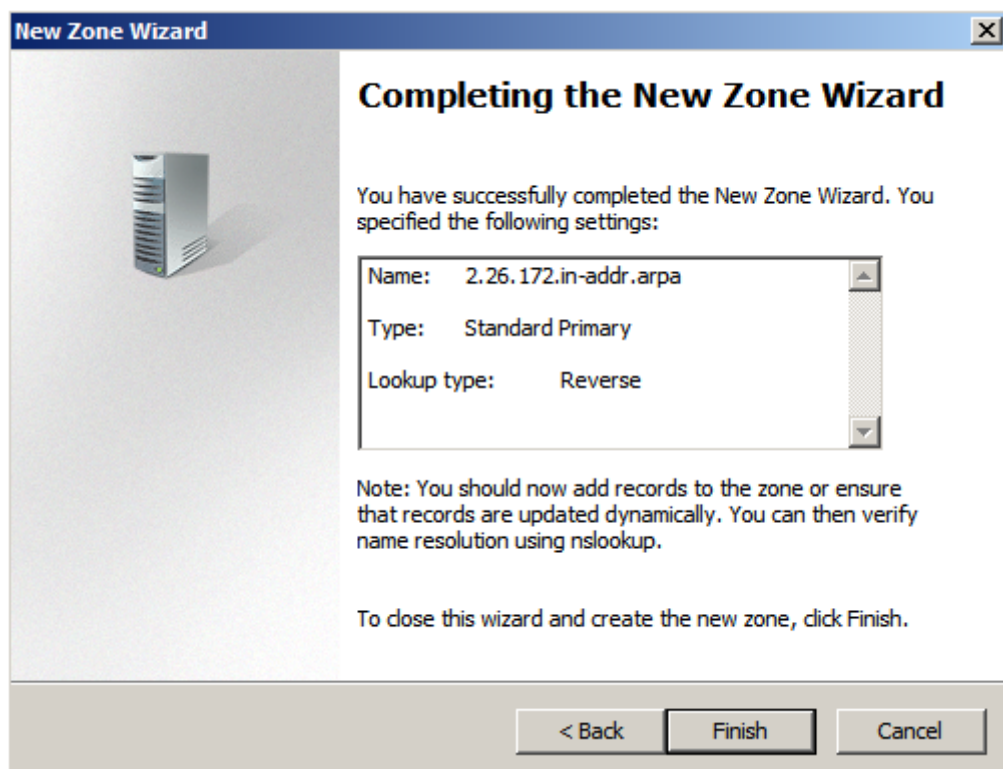 New Zone Wizard
Completing the New Zone Wizard
You have successfully completed the New Zone Wizard. You
specified the following settings:
Name: 2.26.172.in-addr.arpa
Type: Standard Primary
Lookup type: Reverse
Note: You should now add records to the zone or ensure
that records are updated dynamically. You can then verify
name resolution using nslookup.
To close this wizard and create the new zone, click Finish.
< Back Finish Cancel